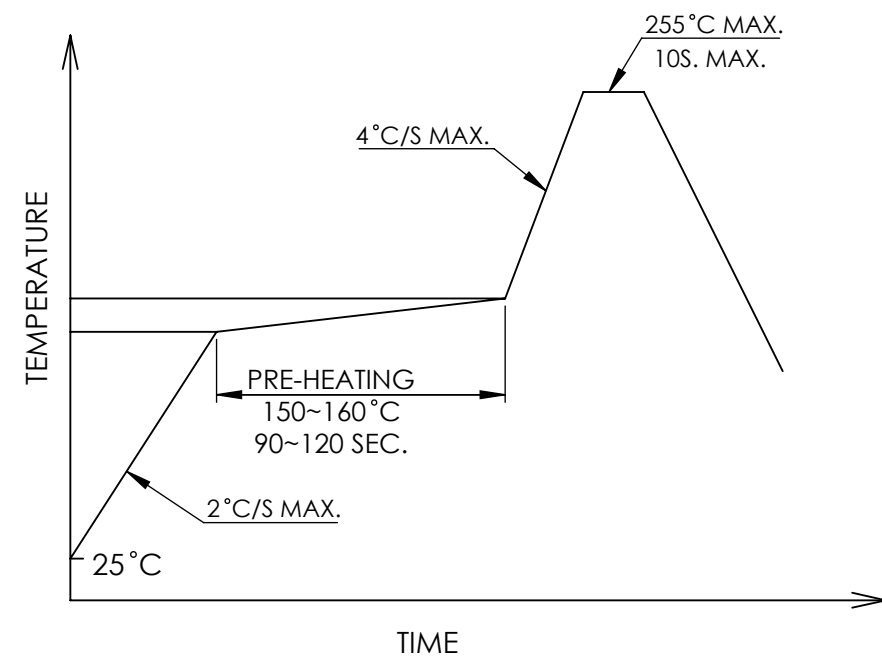 255°C MAX.
10S. MAX.
4°C/S MAX.
TEMPERATURE
PRE-HEATING
150~160°C
90~120 SEC.
2°C/S MAX.
25°C
TIME